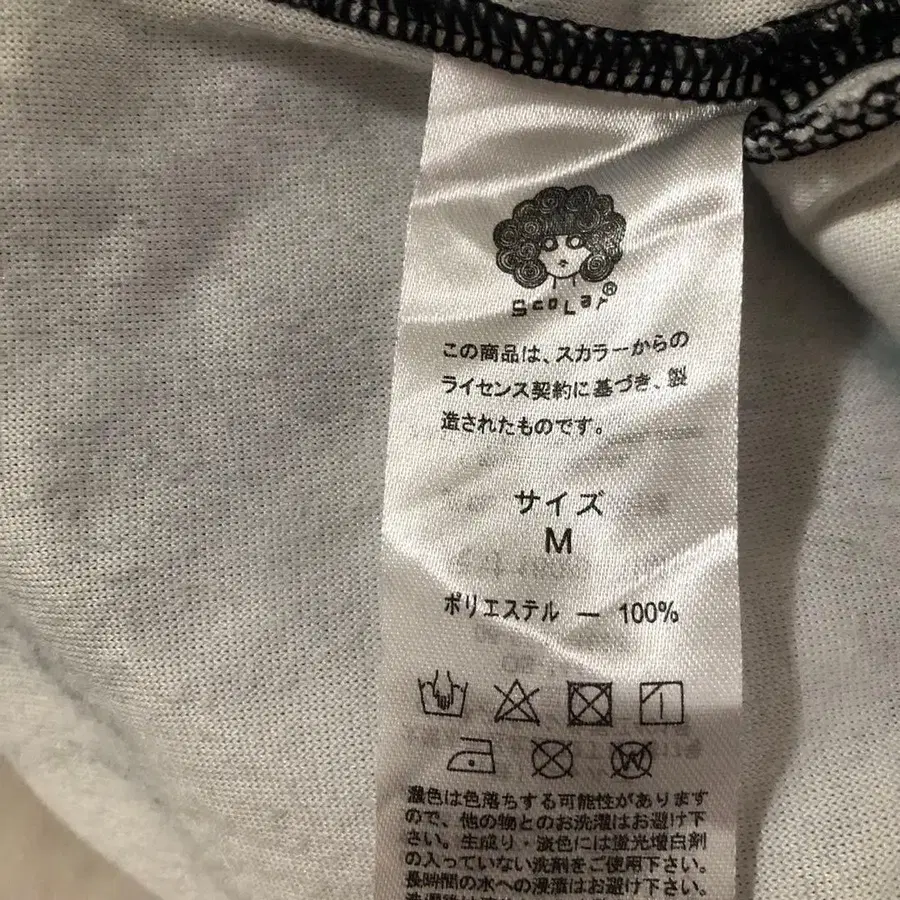 ScoLar®
この商品は、スカラーからの
ライセンス契約に基づき、製
造されたものです。
サイズ
M
ポリエステル ー 100%
濃色は色落ちする可能性があります
ので、他の物とのお洗濯はお避け下
さい。生成り・淡色には蛍光増白剤
の入っていない洗剤をご使用下さい。
長時間の水への浸漬はお避け下さい。